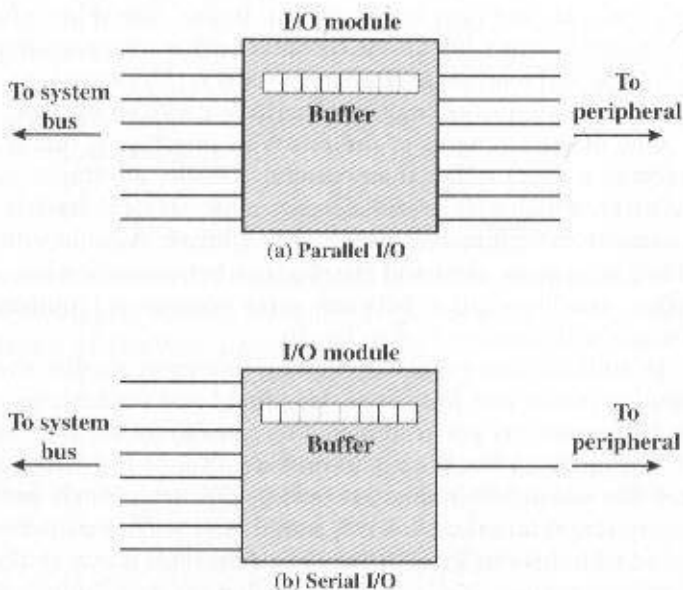 I/O module
To system
bus
Buffer
To
peripheral
(a) Parallel I/O
I/O module
To system
bus
Buffer
To
peripheral
(b) Serial I/O